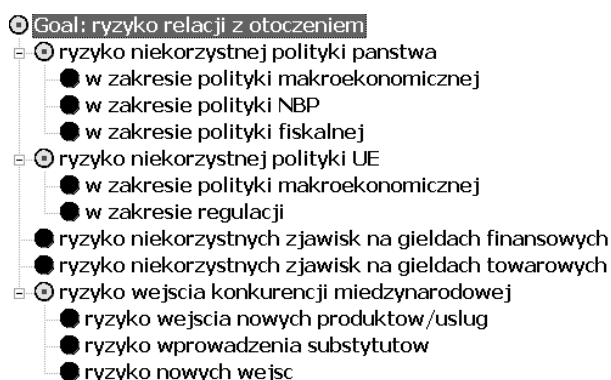 Goal: ryzyko relacji z otoczeniem
ryzyko niekorzystnej polityki panstwa
w zakresie polityki makroekonomicznej
w zakresie polityki NBP
w zakresie polityki fiskalnej
ryzyko niekorzystnej polityki UE
w zakresie polityki makroekonomicznej
w zakresie regulacji
ryzyko niekorzystnych zjawisk na gieldach finansowych
ryzyko niekorzystnych zjawisk na gieldach towarowych
ryzyko wejscia konkurencji miedzynarodowej
ryzyko wejscia nowych produktow/uslug
ryzyko wprowadzenia substytutow
ryzyko nowych wejsc